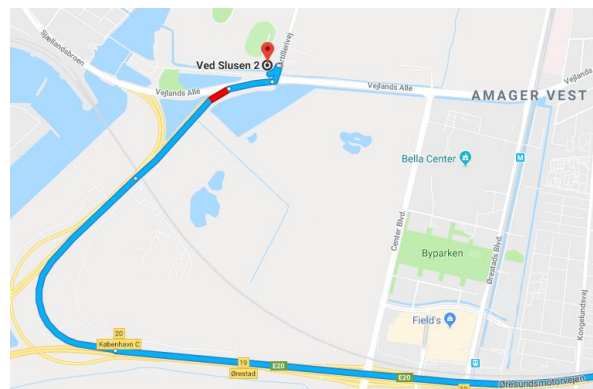 Sjællandsbroen
Ved Slusen 2
Artillerivej
Vejlands Allé
Vejlands Allé
Vejlands
AMAGER VEST
M
Bella Center
Center Blvd.
Ørestads Blvd.
Byparken
Kongelundsvej
Field's
20
København C
19
Ørestad
E20
E20
Øresundsmotorvejen